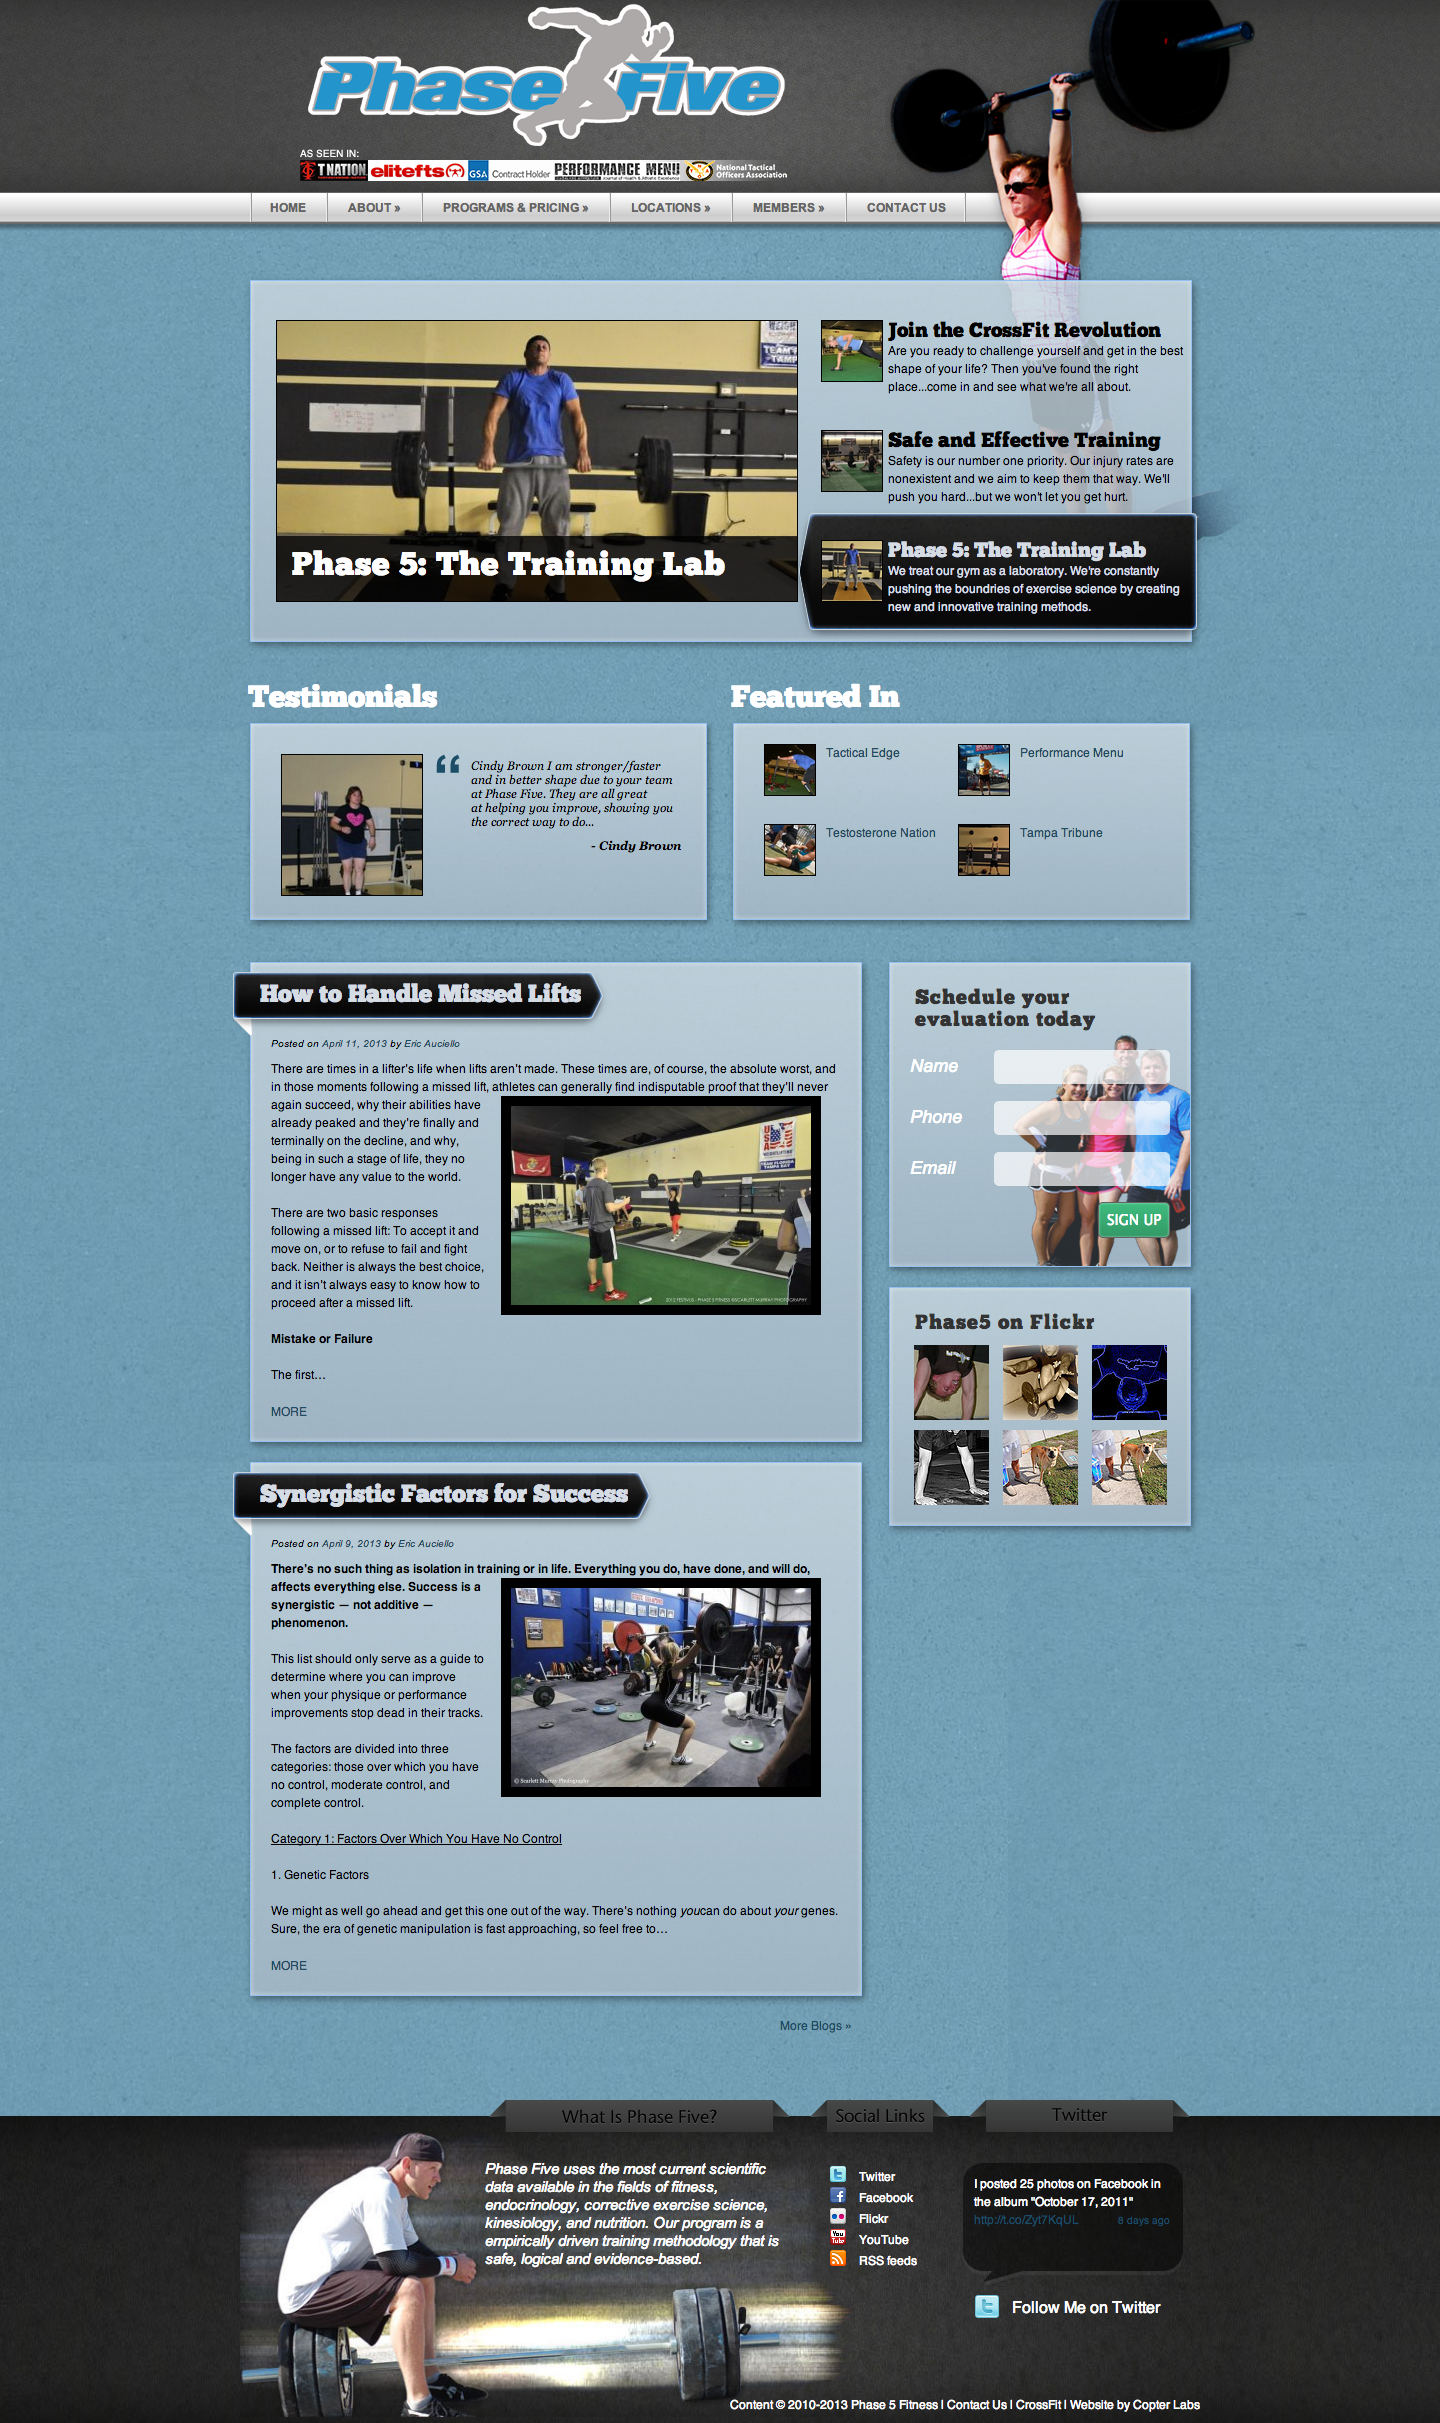 Phase Five
AS SEEN IN:
T NATION elitefts GSA Contract Holder PERFORMANCE MENU National Tactical
Officers Association
HOME ABOUT » PROGRAMS & PRICING » LOCATIONS » MEMBERS » CONTACT US
Phase 5: The Training Lab
Join the CrossFit Revolution
Are you ready to challenge yourself and get in the best
shape of your life? Then you've found the right
place...come in and see what we're all about.
Safe and Effective Training
Safety is our number one priority. Our injury rates are
nonexistent and we aim to keep them that way. We'll
push you hard...but we won't let you get hurt.
Phase 5: The Training Lab
We treat our gym as a laboratory. We're constantly
pushing the boundries of exercise science by creating
new and innovative training methods.
Testimonials
Cindy Brown I am stronger/faster
and in better shape due to your team
at Phase Five. They are all great
at helping you improve, showing you
the correct way to do...
- Cindy Brown
Featured In
Tactical Edge
Performance Menu
Testosterone Nation
Tampa Tribune
How to Handle Missed Lifts
Posted on April 11, 2013 by Eric Auciello
There are times in a lifter's life when lifts aren't made. These times are, of course, the absolute worst, and
in those moments following a missed lift, athletes can generally find indisputable proof that they'll never
again succeed, why their abilities have
already peaked and they're finally and
terminally on the decline, and why,
being in such a stage of life, they no
longer have any value to the world.
There are two basic responses
following a missed lift: To accept it and
move on, or to refuse to fail and fight
back. Neither is always the best choice,
and it isn't always easy to know how to
proceed after a missed lift.
2012 FESTIVUS - PHASE 5 FITNESS ©SCARLETT MURRAY PHOTOGRAPHY
Mistake or Failure
The first…
MORE
Schedule your
evaluation today
Name
Phone
Email
SIGN UP
Phase5 on Flickr
Synergistic Factors for Success
Posted on April 9, 2013 by Eric Auciello
There's no such thing as isolation in training or in life. Everything you do, have done, and will do,
affects everything else. Success is a
synergistic — not additive —
phenomenon.
This list should only serve as a guide to
determine where you can improve
when your physique or performance
improvements stop dead in their tracks.
The factors are divided into three
categories: those over which you have
no control, moderate control, and
complete control.
© Scarlett Murray Photography
Category 1: Factors Over Which You Have No Control
1. Genetic Factors
We might as well go ahead and get this one out of the way. There's nothing youcan do about your genes.
Sure, the era of genetic manipulation is fast approaching, so feel free to…
MORE
More Blogs »
What Is Phase Five?
Phase Five uses the most current scientific
data available in the fields of fitness,
endocrinology, corrective exercise science,
kinesiology, and nutrition. Our program is a
empirically driven training methodology that is
safe, logical and evidence-based.
Social Links
Twitter
Facebook
Flickr
YouTube
RSS feeds
Twitter
I posted 25 photos on Facebook in
the album "October 17, 2011"
http://t.co/Zyt7KqUL 8 days ago
Follow Me on Twitter
Content © 2010-2013 Phase 5 Fitness | Contact Us | CrossFit | Website by Copter Labs